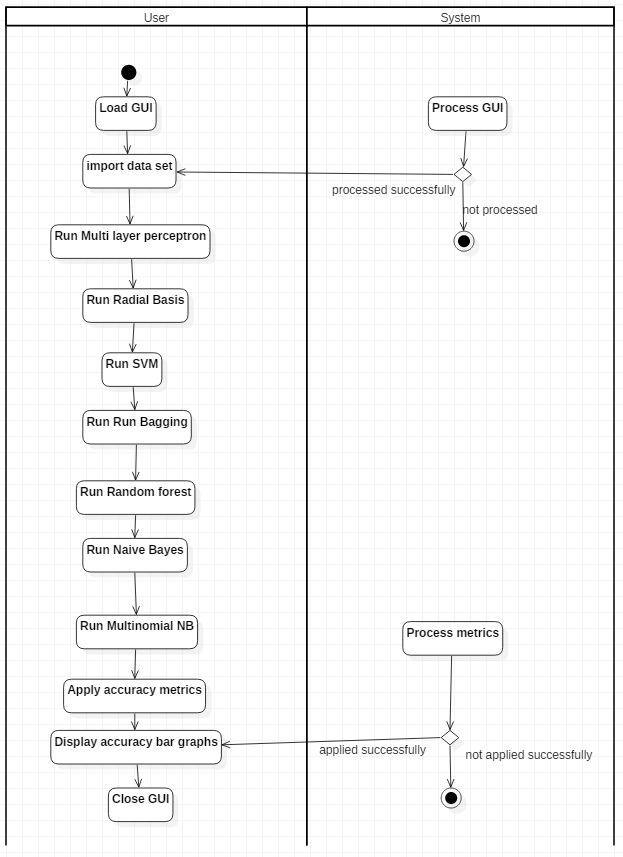 User
System
Load GUI
Process GUI
import data set
processed successfully
not processed
Run Multi layer perceptron
Run Radial Basis
Run SVM
Run Run Bagging
Run Random forest
Run Naive Bayes
Run Multinomial NB
Process metrics
Apply accuracy metrics
Display accuracy bar graphs
applied successfully
not applied successfully
Close GUI